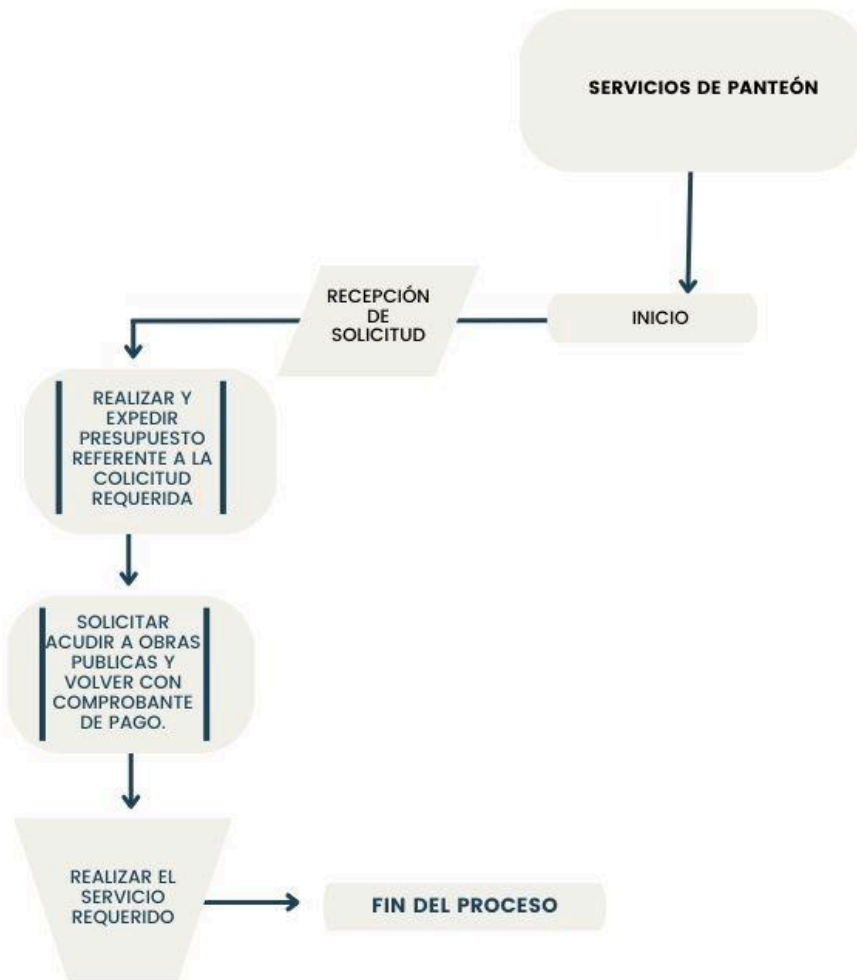 SERVICIOS DE PANTEÓN
INICIO
RECEPCIÓN
DE
SOLICITUD
REALIZAR Y
EXPEDIR
PRESUPUESTO
REFERENTE A LA
COLICITUD
REQUERIDA
SOLICITAR
ACUDIR A OBRAS
PUBLICAS Y
VOLVER CON
COMPROBANTE
DE PAGO.
REALIZAR EL
SERVICIO
REQUERIDO
FIN DEL PROCESO